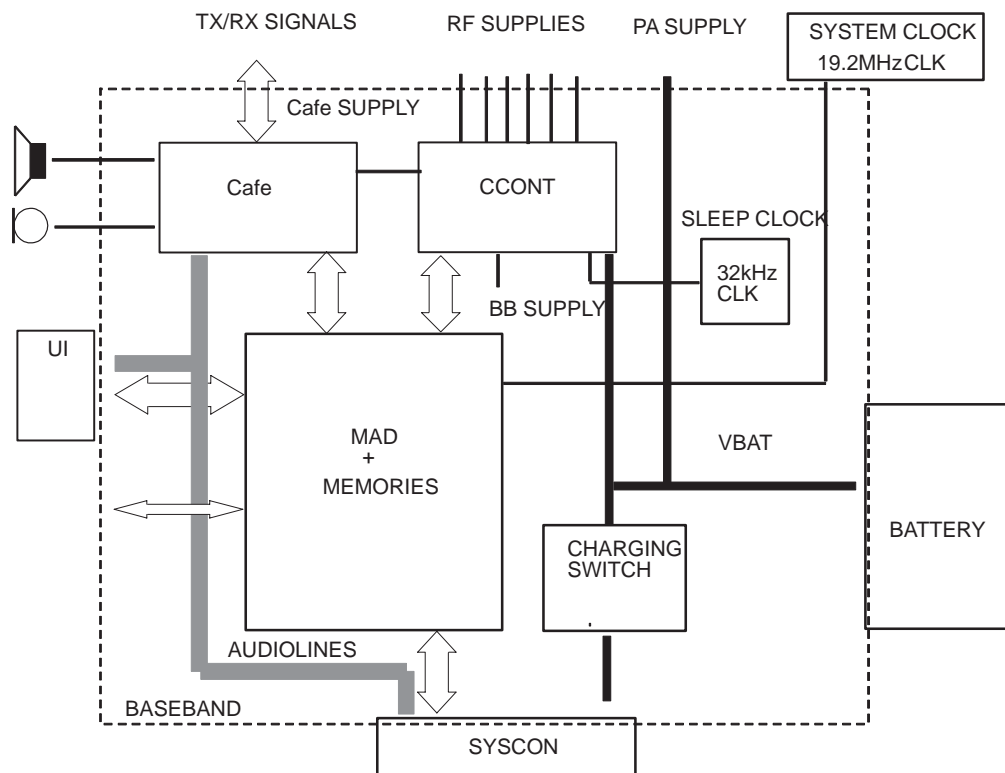 TX/RX SIGNALS
RF SUPPLIES
PA SUPPLY
SYSTEM CLOCK
19.2MHz CLK
Cafe SUPPLY
Cafe
CCONT
SLEEP CLOCK
32kHz
CLK
BB SUPPLY
UI
MAD
+
MEMORIES
VBAT
BATTERY
CHARGING
SWITCH
AUDIOLINES
BASEBAND
SYSCON